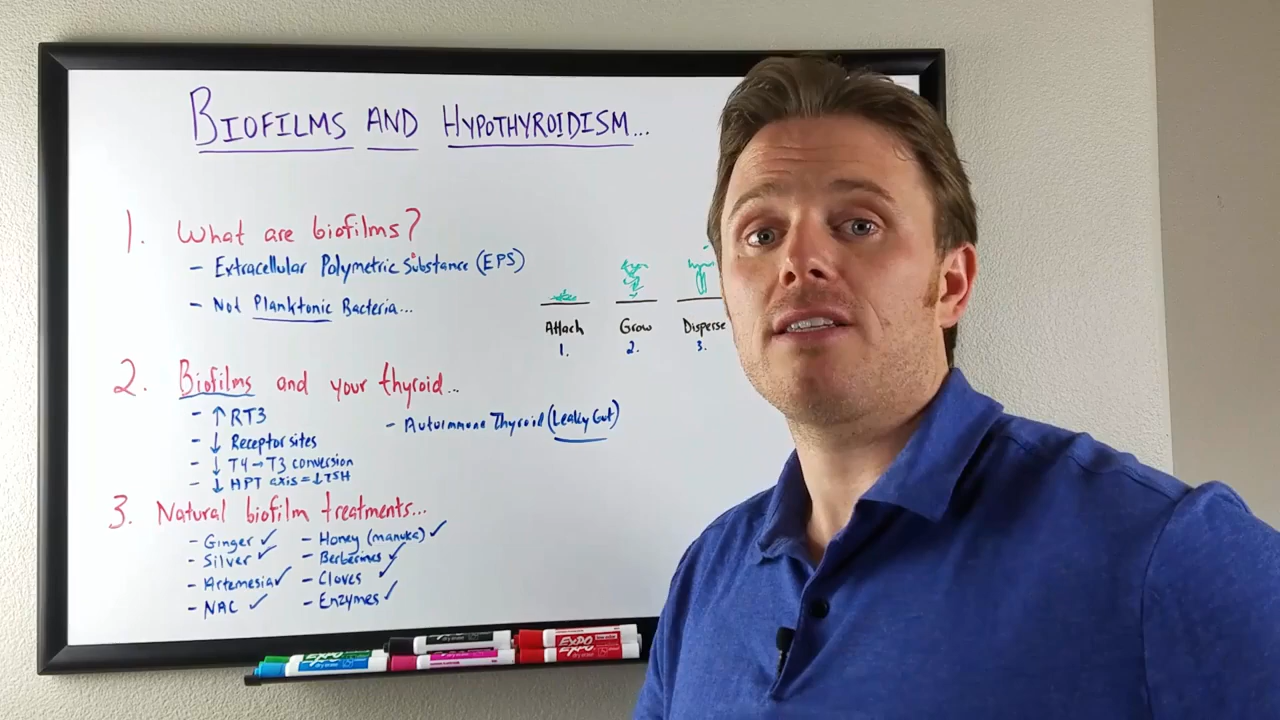 BIOFILMS AND HYPOTHYROIDISM...
1. What are biofilms?
- Extracellular Polymetric Substance (EPS)
- Not Planktonic Bacteria...
Attach Grow Disperse
1. 2. 3.
2. Biofilms and your thyroid...
- ↑ RT3
- ↓ Receptor sites
- ↓ T4→T3 conversion
- ↓ HPT axis = ↓ TSH
- Autoimmune Thyroid (Leaky Gut)
3. Natural biofilm treatments...
- Ginger ✓
- Silver ✓
- Artemesia ✓
- NAC ✓
- Honey (manuka) ✓
- Berberines ✓
- Cloves ✓
- Enzymes ✓
EXPO
EXPO
EXPO